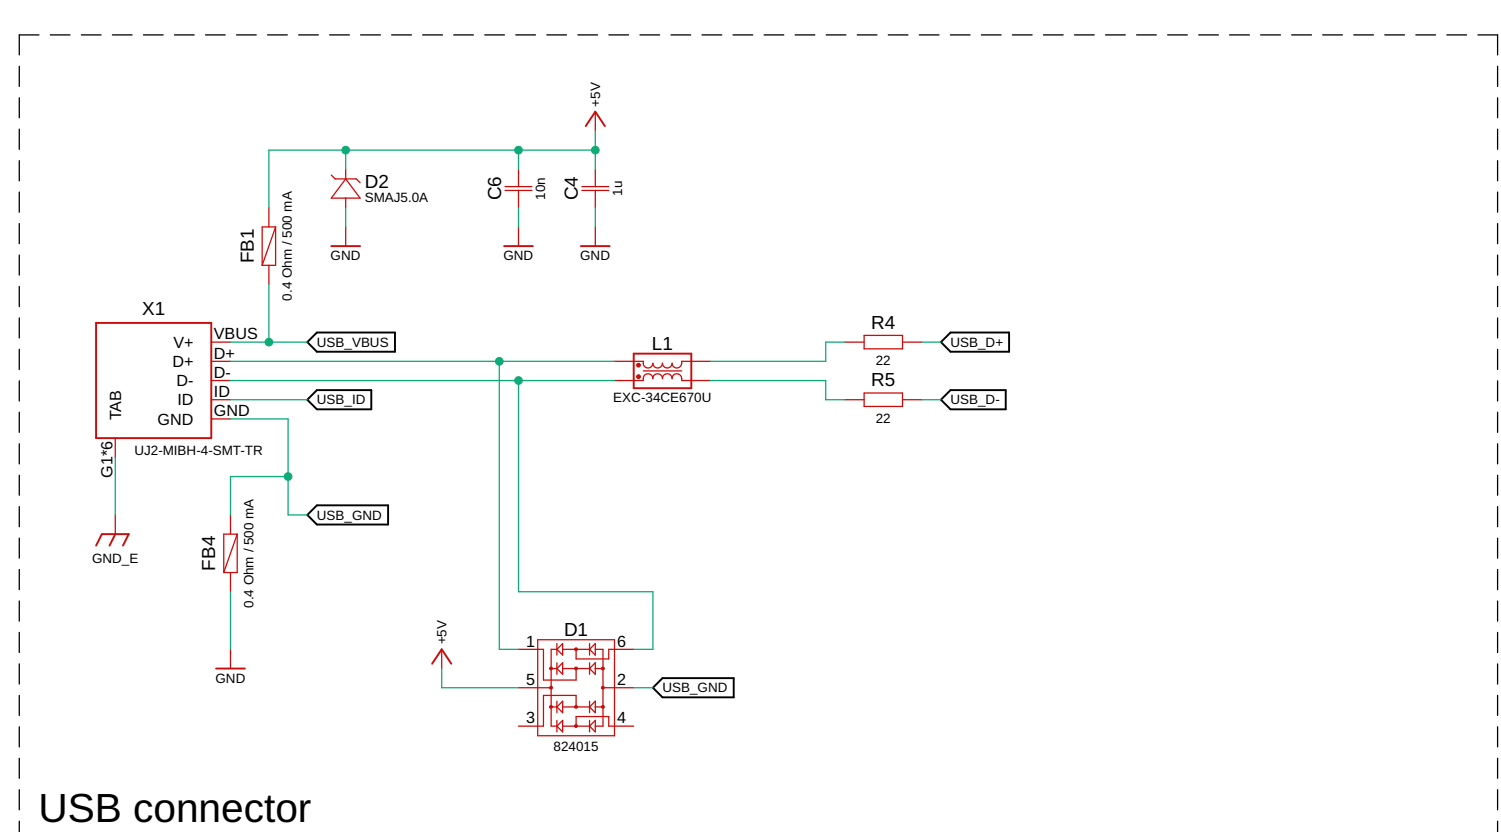 +5V
D2
SMAJ5.0A
C6
10n
C4
1u
FB1
0.4 Ohm / 500 mA
GND
GND
GND
X1
VBUS
V+
USB_VBUS
D+
D+
D-
D-
ID
ID
USB_ID
GND
GND
TAB
G1*6
UJ2-MIBH-4-SMT-TR
L1
EXC-34CE670U
R4
22
USB_D+
R5
22
USB_D-
USB_GND
GND_E
FB4
0.4 Ohm / 500 mA
GND
+5V
D1
1
6
5
2
USB_GND
3
4
824015
USB connector